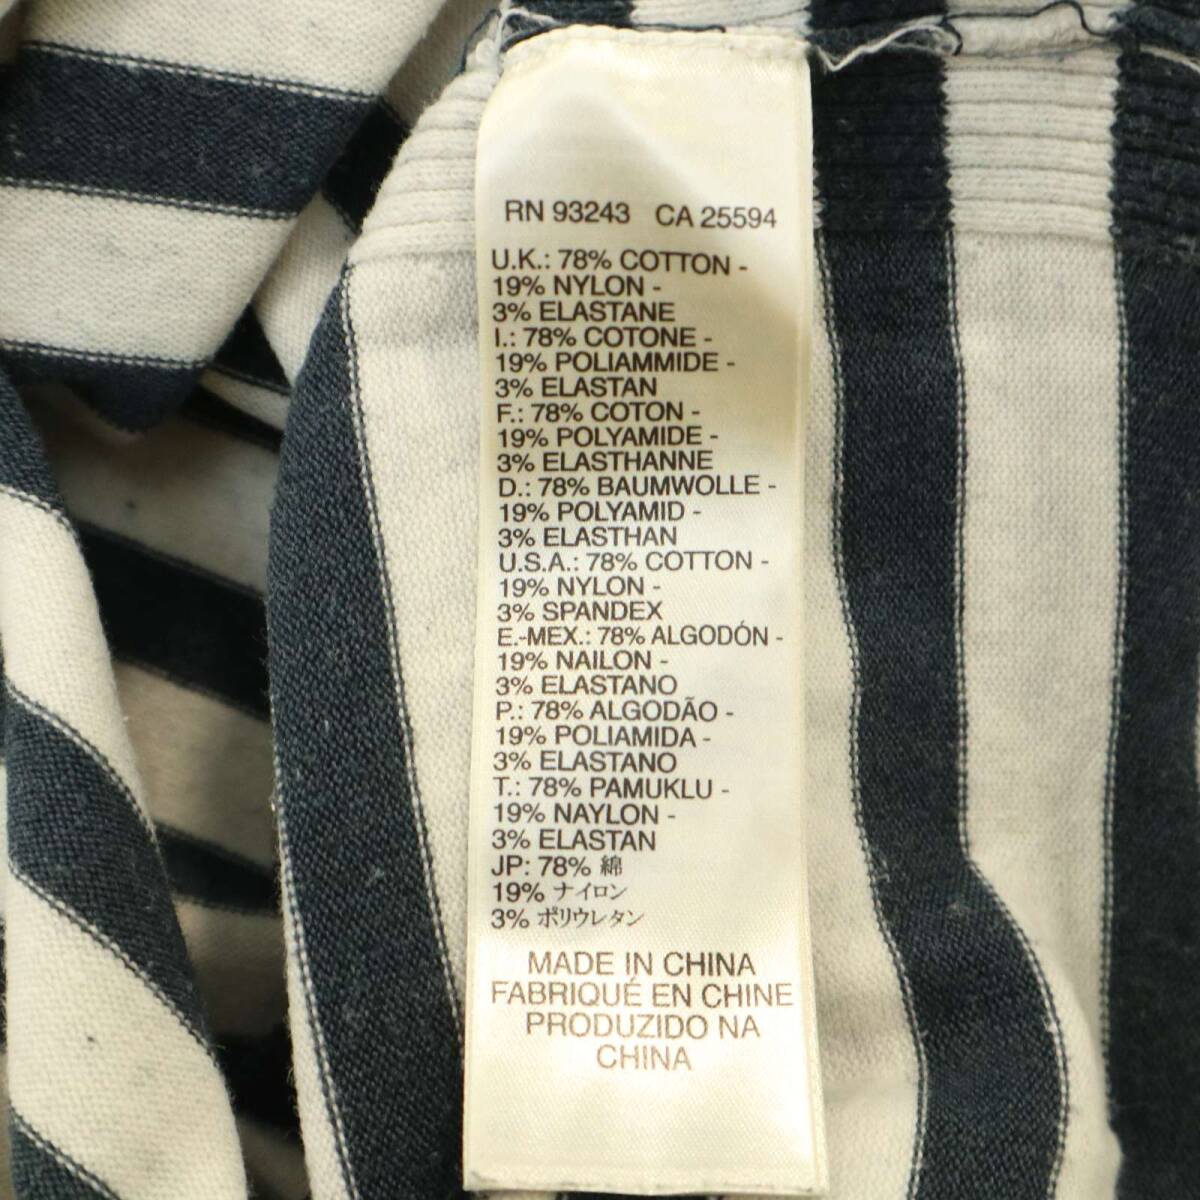 RN 93243 CA 25594
U.K.: 78% COTTON -
19% NYLON -
3% ELASTANE
I.: 78% COTONE -
19% POLIAMMIDE -
3% ELASTAN
F.: 78% COTON -
19% POLYAMIDE -
3% ELASTHANNE
D.: 78% BAUMWOLLE -
19% POLYAMID -
3% ELASTHAN
U.S.A.: 78% COTTON -
19% NYLON -
3% SPANDEX
E.-MEX.: 78% ALGODÓN -
19% NAILON -
3% ELASTANO
P.: 78% ALGODÃO -
19% POLIAMIDA -
3% ELASTANO
T.: 78% PAMUKLU -
19% NAYLON -
3% ELASTAN
JP: 78% 綿
19% ナイロン
3% ポリウレタン
MADE IN CHINA
FABRIQUÉ EN CHINE
PRODUZIDO NA
CHINA